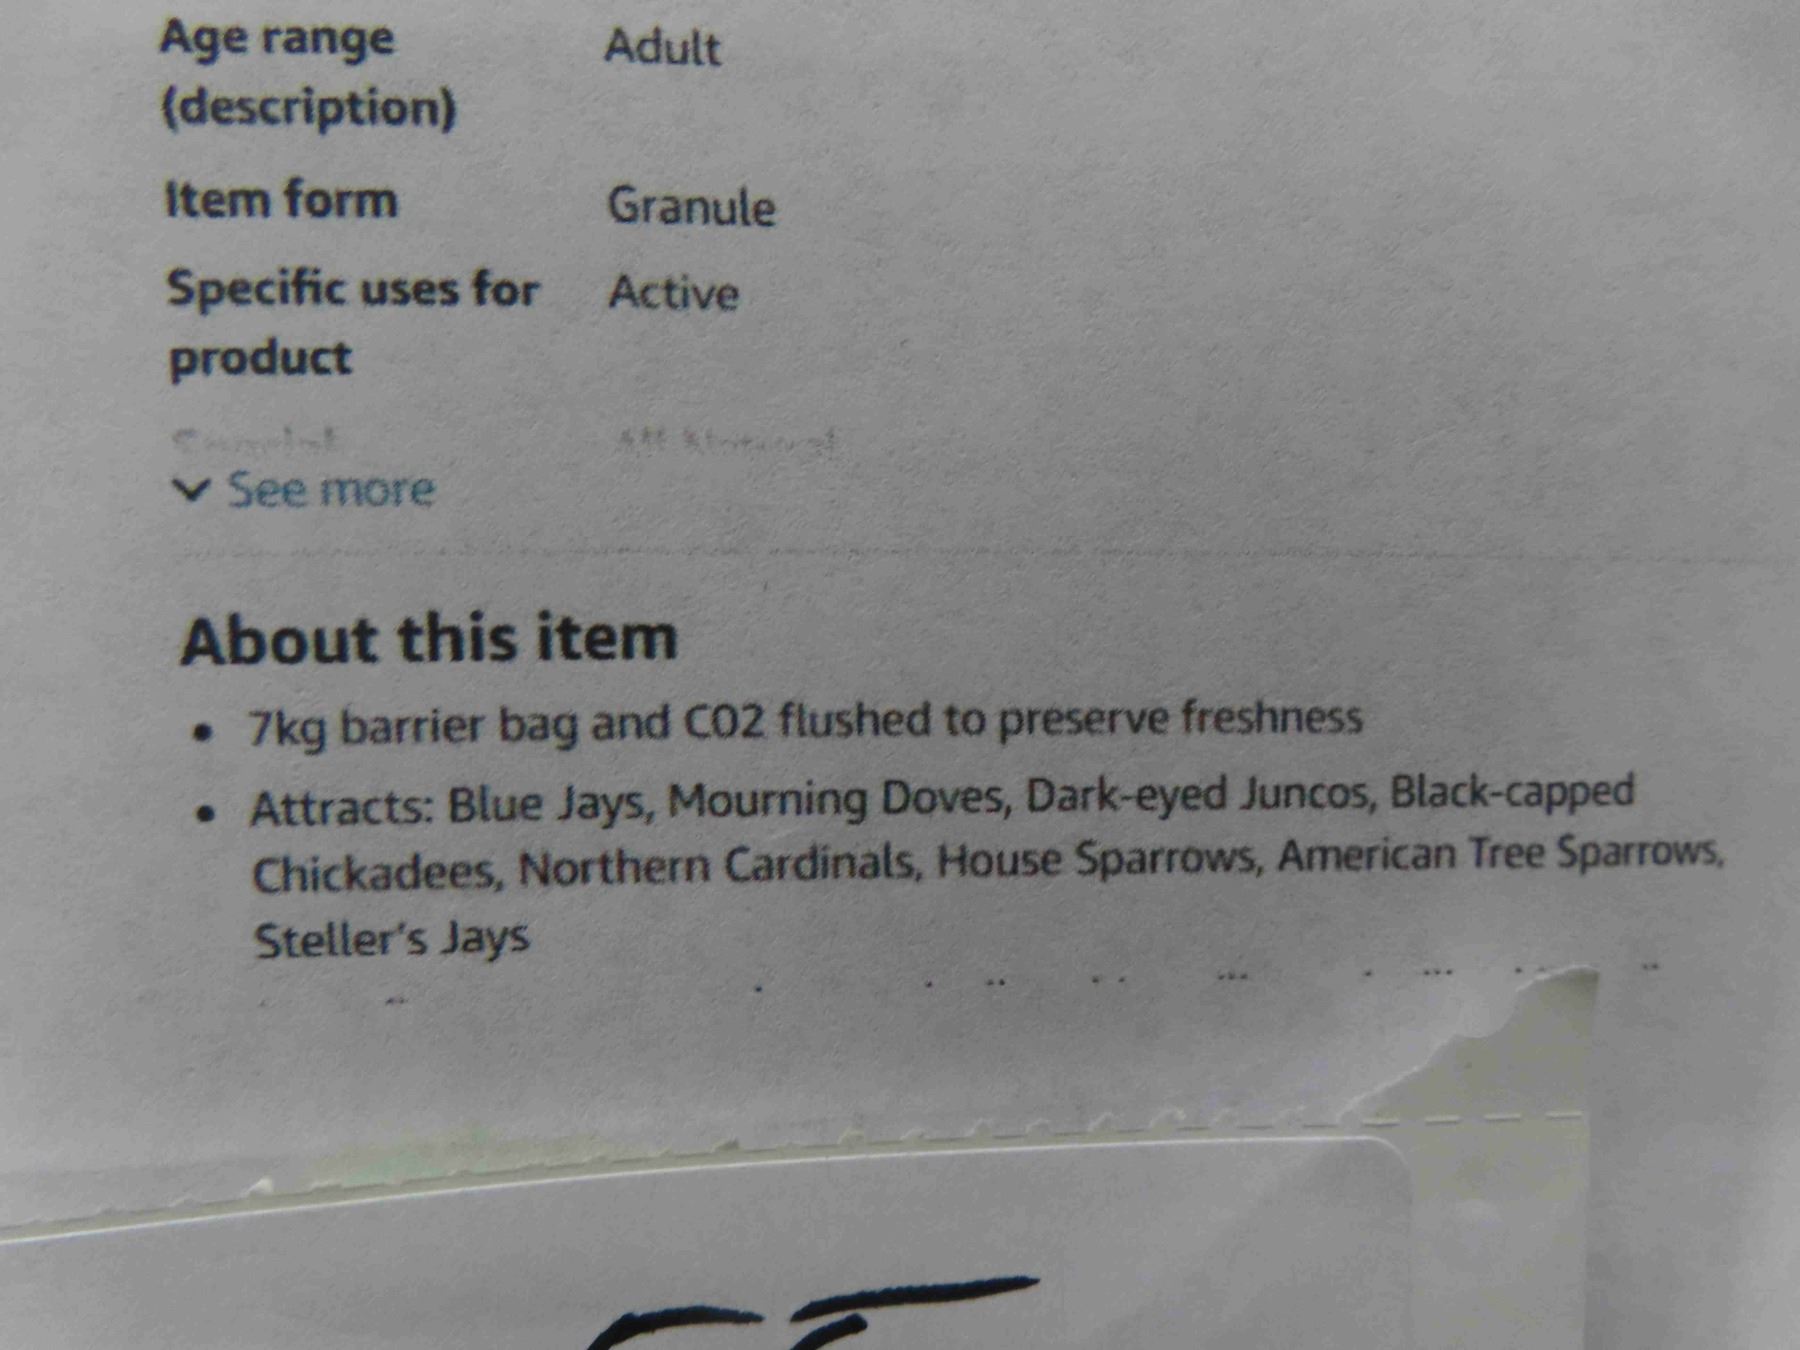 Age range Adult
(description)
Item form Granule
Specific uses for Active
product
See more
About this item
• 7kg barrier bag and CO2 flushed to preserve freshness
• Attracts: Blue Jays, Mourning Doves, Dark-eyed Juncos, Black-capped
Chickadees, Northern Cardinals, House Sparrows, American Tree Sparrows,
Steller's Jays